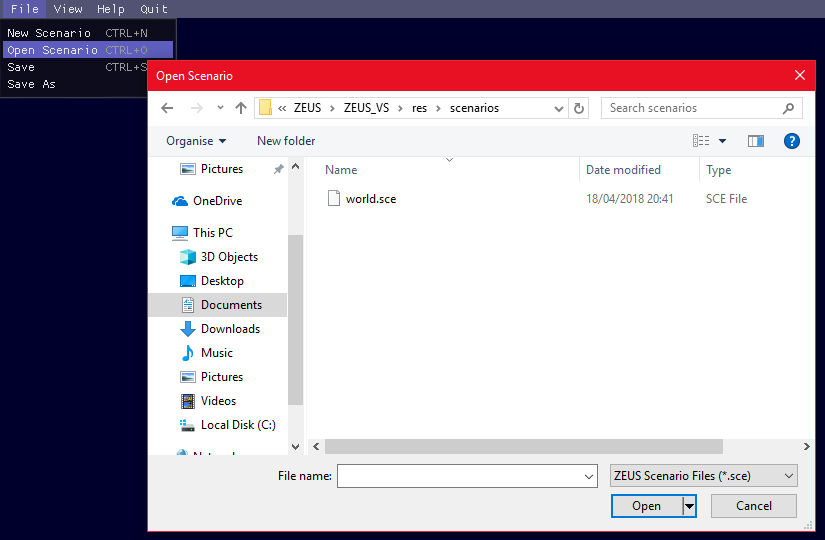 File View Help Quit
New Scenario CTRL+N
Open Scenario CTRL+O
Save CTRL+S
Save As
Open Scenario
« ZEUS › ZEUS_VS › res › scenarios
Search scenarios
Organise New folder
Name Date modified Type
world.sce 18/04/2018 20:41 SCE File
Pictures
OneDrive
This PC
3D Objects
Desktop
Documents
Downloads
Music
Pictures
Videos
Local Disk (C:)
File name: ZEUS Scenario Files (*.sce)
Open Cancel